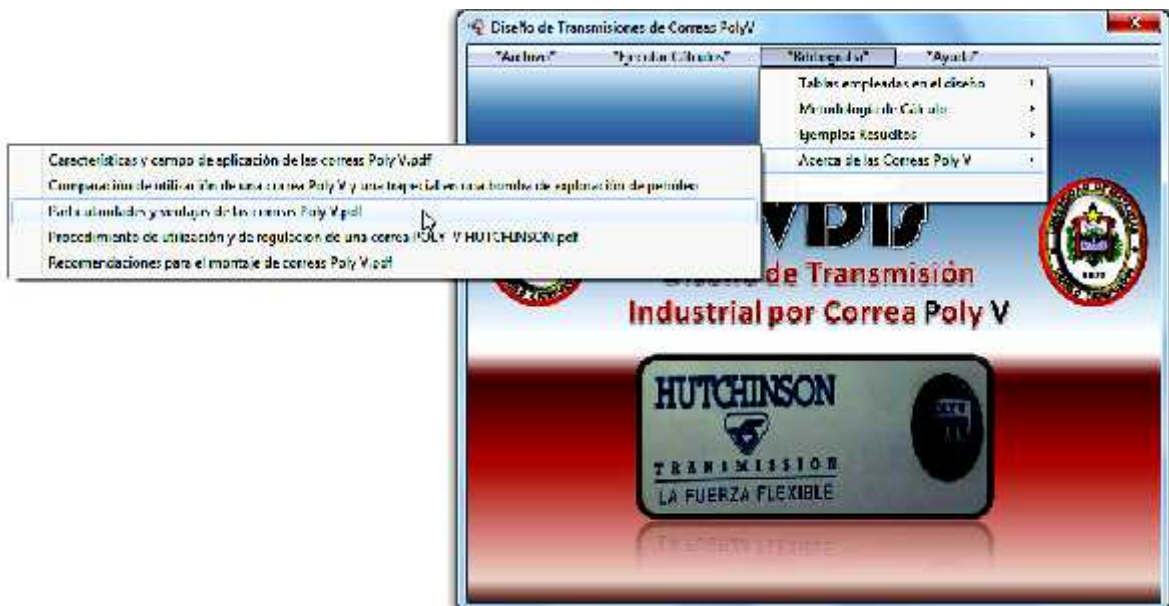 Diseño de Transmisiones de Correas PolyV
"Archivo" "Ejecutar Cálculos" "Bibliografía" "Ayuda"
Tablas empleadas en el diseño
Metodología de Cálculo
Ejemplos Resueltos
Acerca de las Correas Poly V
Características y campo de aplicación de las correas Poly V.pdf
Comparación de utilización de una correa Poly V y una trapecial en una bomba de exploración de petróleo
Particularidades y ventajas de las correas Poly V.pdf
Procedimiento de utilización y de regulacion de una correa POLY V HUTCHINSON.pdf
Recomendaciones para el montaje de correas Poly V.pdf
de Transmisión
Industrial por Correa Poly V
HUTCHINSON
TRANSMISSION
LA FUERZA FLEXIBLE